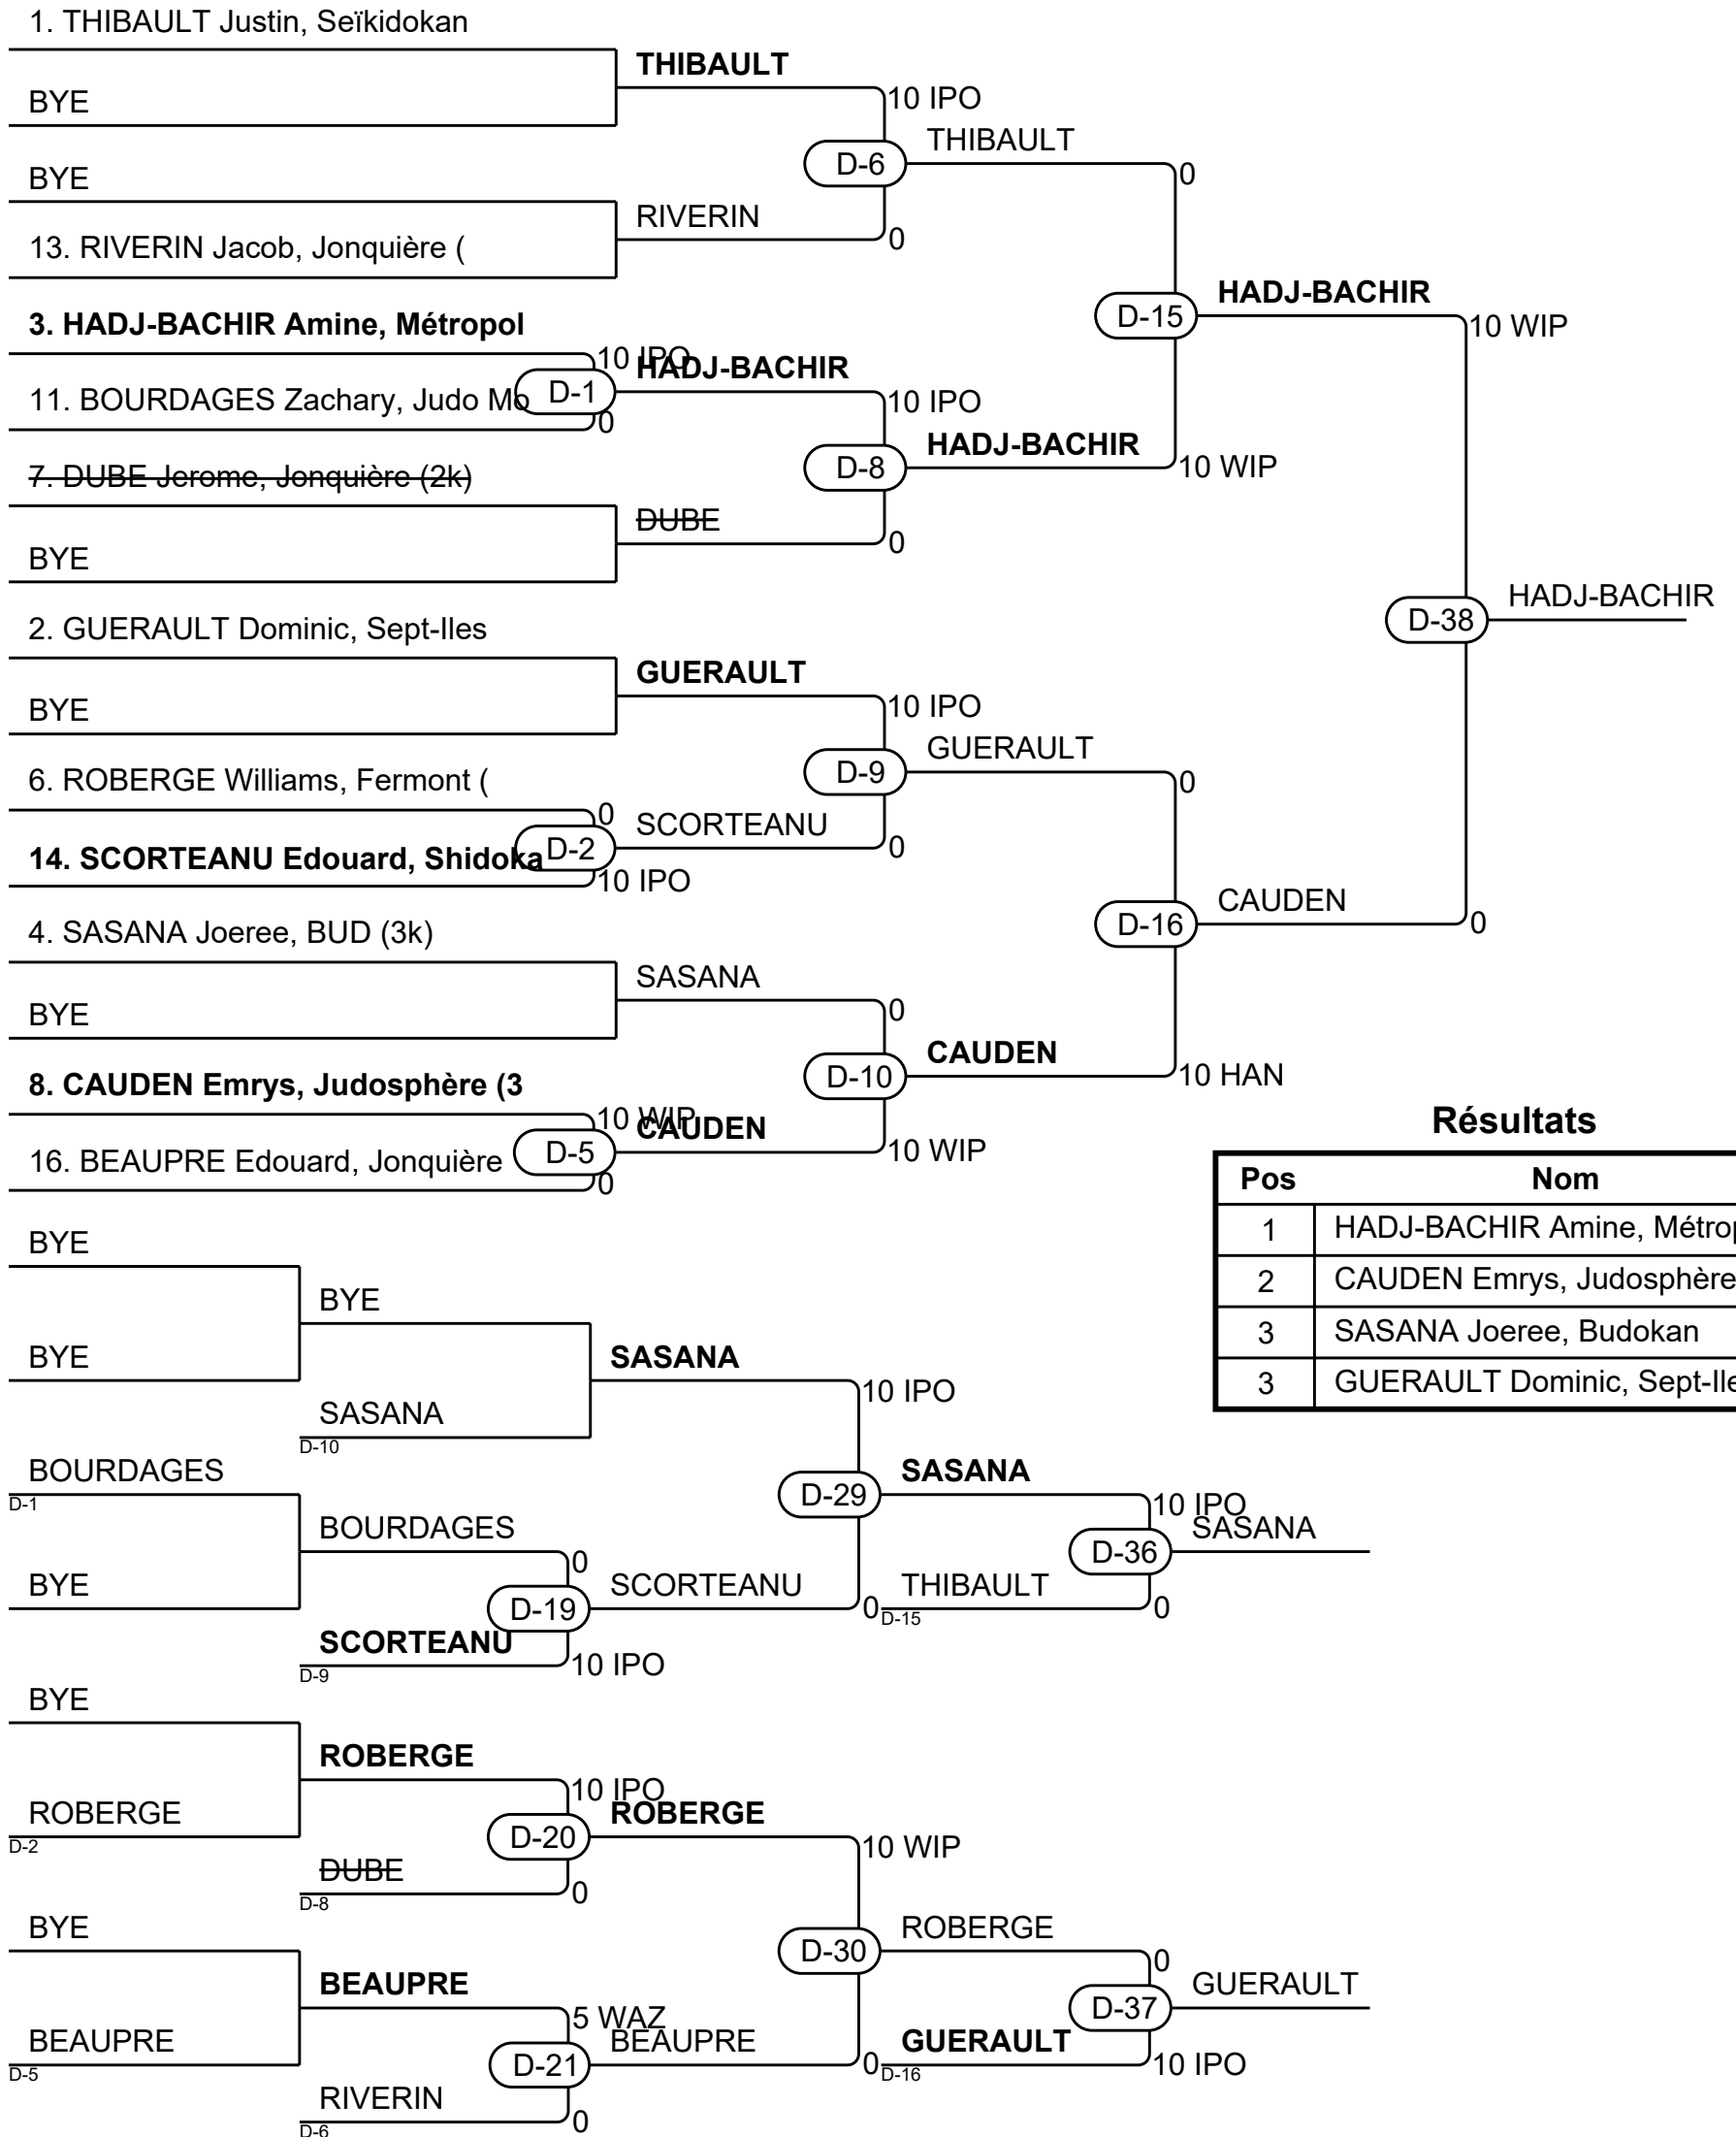 1. THIBAULT Justin, Seïkidokan
THIBAULT
BYE
10 IPO
D-6
THIBAULT
0
BYE
RIVERIN
0
13. RIVERIN Jacob, Jonquière (
3. HADJ-BACHIR Amine, Métropol
D-15
HADJ-BACHIR
10 WIP
10 IPO
HADJ-BACHIR
D-1
11. BOURDAGES Zachary, Judo Mo
0
10 IPO
D-8
HADJ-BACHIR
10 WIP
7. DUBE Jerome, Jonquière (2k)
DUBE
0
BYE
D-38
HADJ-BACHIR
2. GUERAULT Dominic, Sept-Iles
GUERAULT
BYE
10 IPO
D-9
GUERAULT
0
6. ROBERGE Williams, Fermont (
0
SCORTEANU
D-2
0
14. SCORTEANU Edouard, Shidoka
10 IPO
D-16
CAUDEN
0
4. SASANA Joeree, BUD (3k)
SASANA
BYE
0
D-10
CAUDEN
10 HAN
8. CAUDEN Emrys, Judosphère (3
10 WIP
CAUDEN
D-5
10 WIP
16. BEAUPRE Edouard, Jonquière
0
Résultats
Pos Nom
1 HADJ-BACHIR Amine, Métrop
2 CAUDEN Emrys, Judosphère
3 SASANA Joeree, Budokan
3 GUERAULT Dominic, Sept-Ile
BYE
BYE
BYE
SASANA
10 IPO
SASANA
D-10
BOURDAGES
D-1
D-29
SASANA
10 IPO
SASANA
BOURDAGES
0
D-36
BYE
SCORTEANU
0
THIBAULT
D-15
0
D-19
SCORTEANU
D-9
10 IPO
BYE
ROBERGE
10 IPO
ROBERGE
ROBERGE
D-2
D-20
10 WIP
DUBE
D-8
0
BYE
D-30
ROBERGE
0
BEAUPRE
5 WAZ
BEAUPRE
D-37
GUERAULT
BEAUPRE
D-5
D-21
0
GUERAULT
D-16
10 IPO
RIVERIN
D-6
0